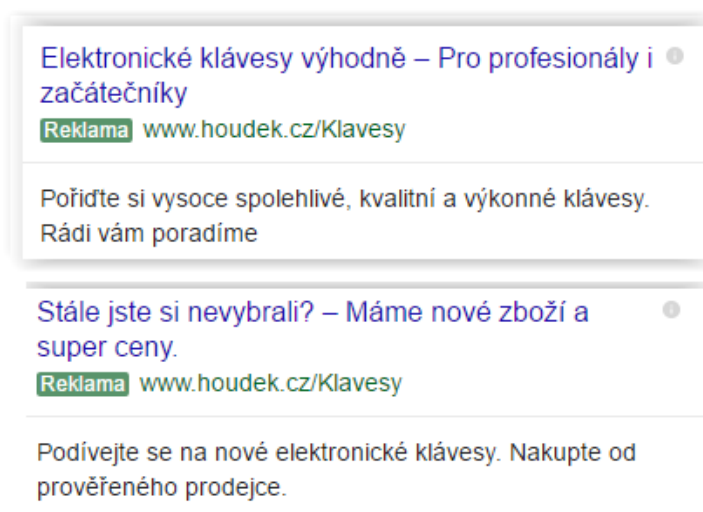 Elektronické klávesy výhodně – Pro profesionály i
začátečníky
Reklama www.houdek.cz/Klavesy
Pořiďte si vysoce spolehlivé, kvalitní a výkonné klávesy.
Rádi vám poradíme
Stále jste si nevybrali? – Máme nové zboží a
super ceny.
Reklama www.houdek.cz/Klavesy
Podívejte se na nové elektronické klávesy. Nakupte od
prověřeného prodejce.